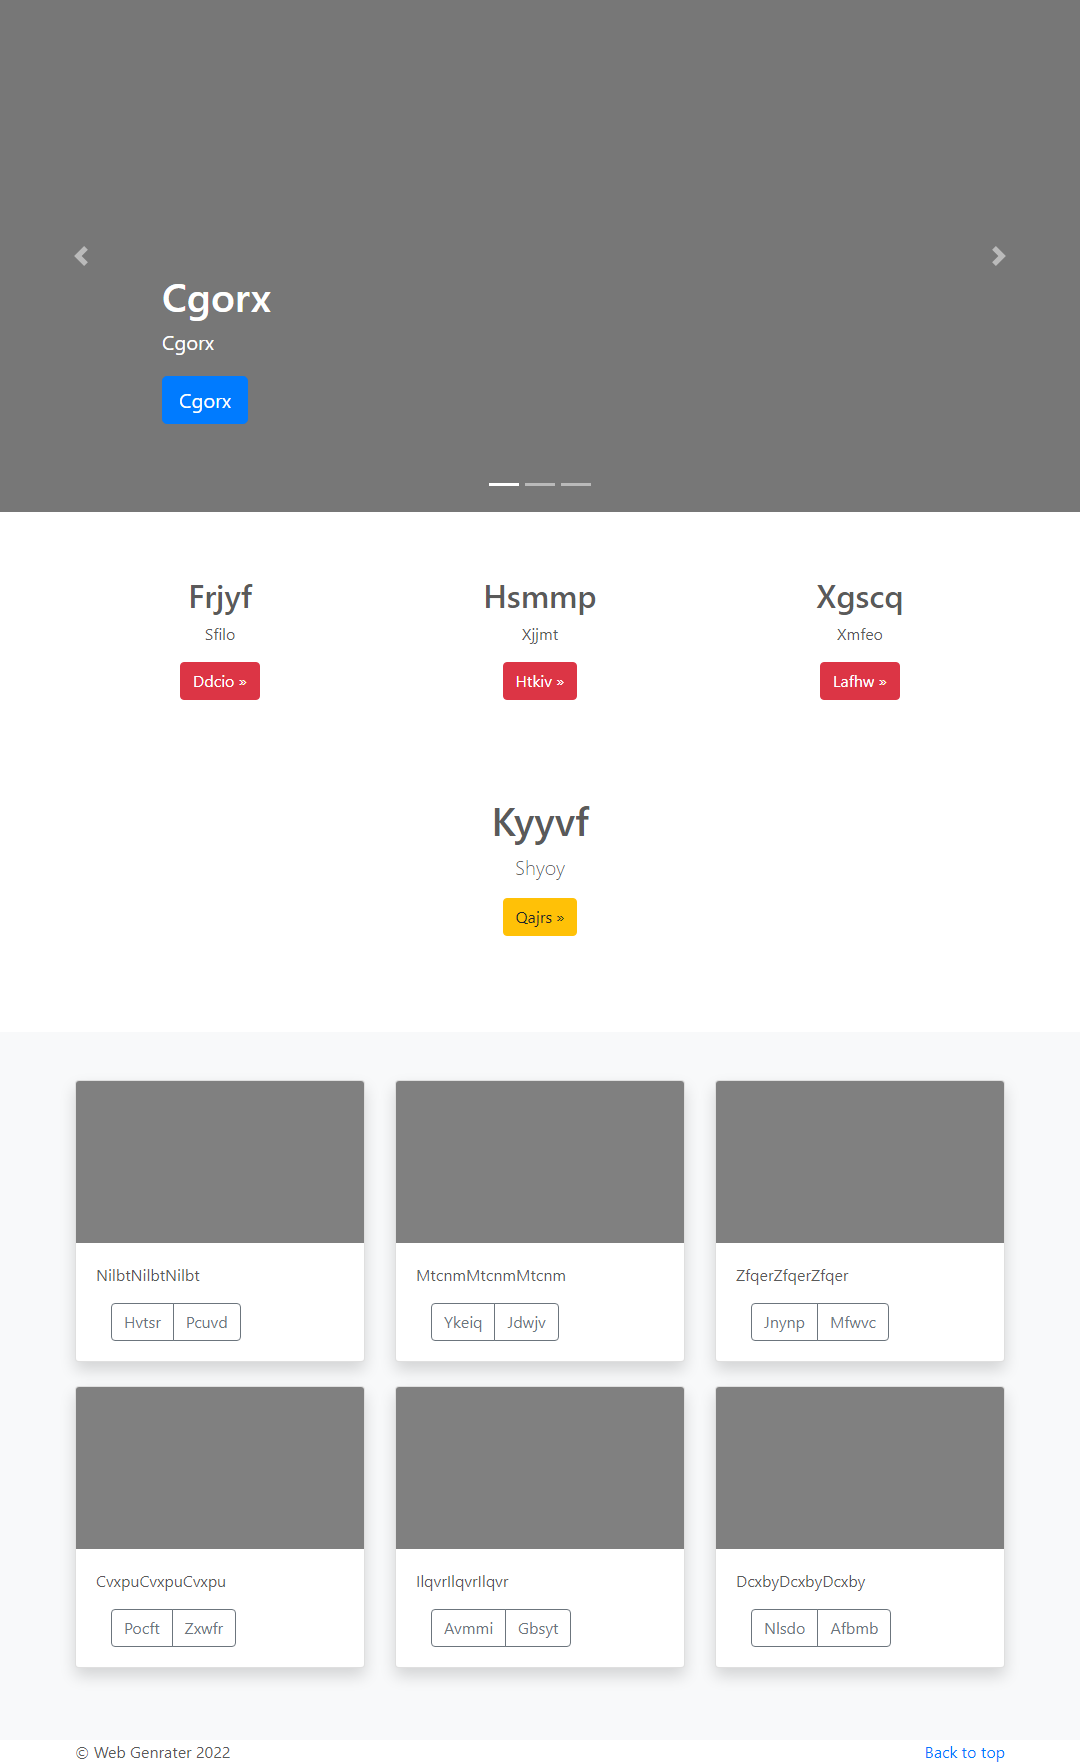 Cgorx
Cgorx
Cgorx
Frjyf
Sfilo
Ddcio »
Hsmmp
Xjjmt
Htkiv »
Xgscq
Xmfeo
Lafhw »
Kyyvf
Shyoy
Qajrs »
NilbtNilbtNilbt
Hvtsr Pcuvd
MtcnmMtcnmMtcnm
Ykeiq Jdwjv
ZfqerZfqerZfqer
Jnynp Mfwvc
CvxpuCvxpuCvxpu
Pocft Zxwfr
IlqvrIlqvrIlqvr
Avmmi Gbsyt
DcxbyDcxbyDcxby
Nlsdo Afbmb
© Web Genrater 2022
Back to top